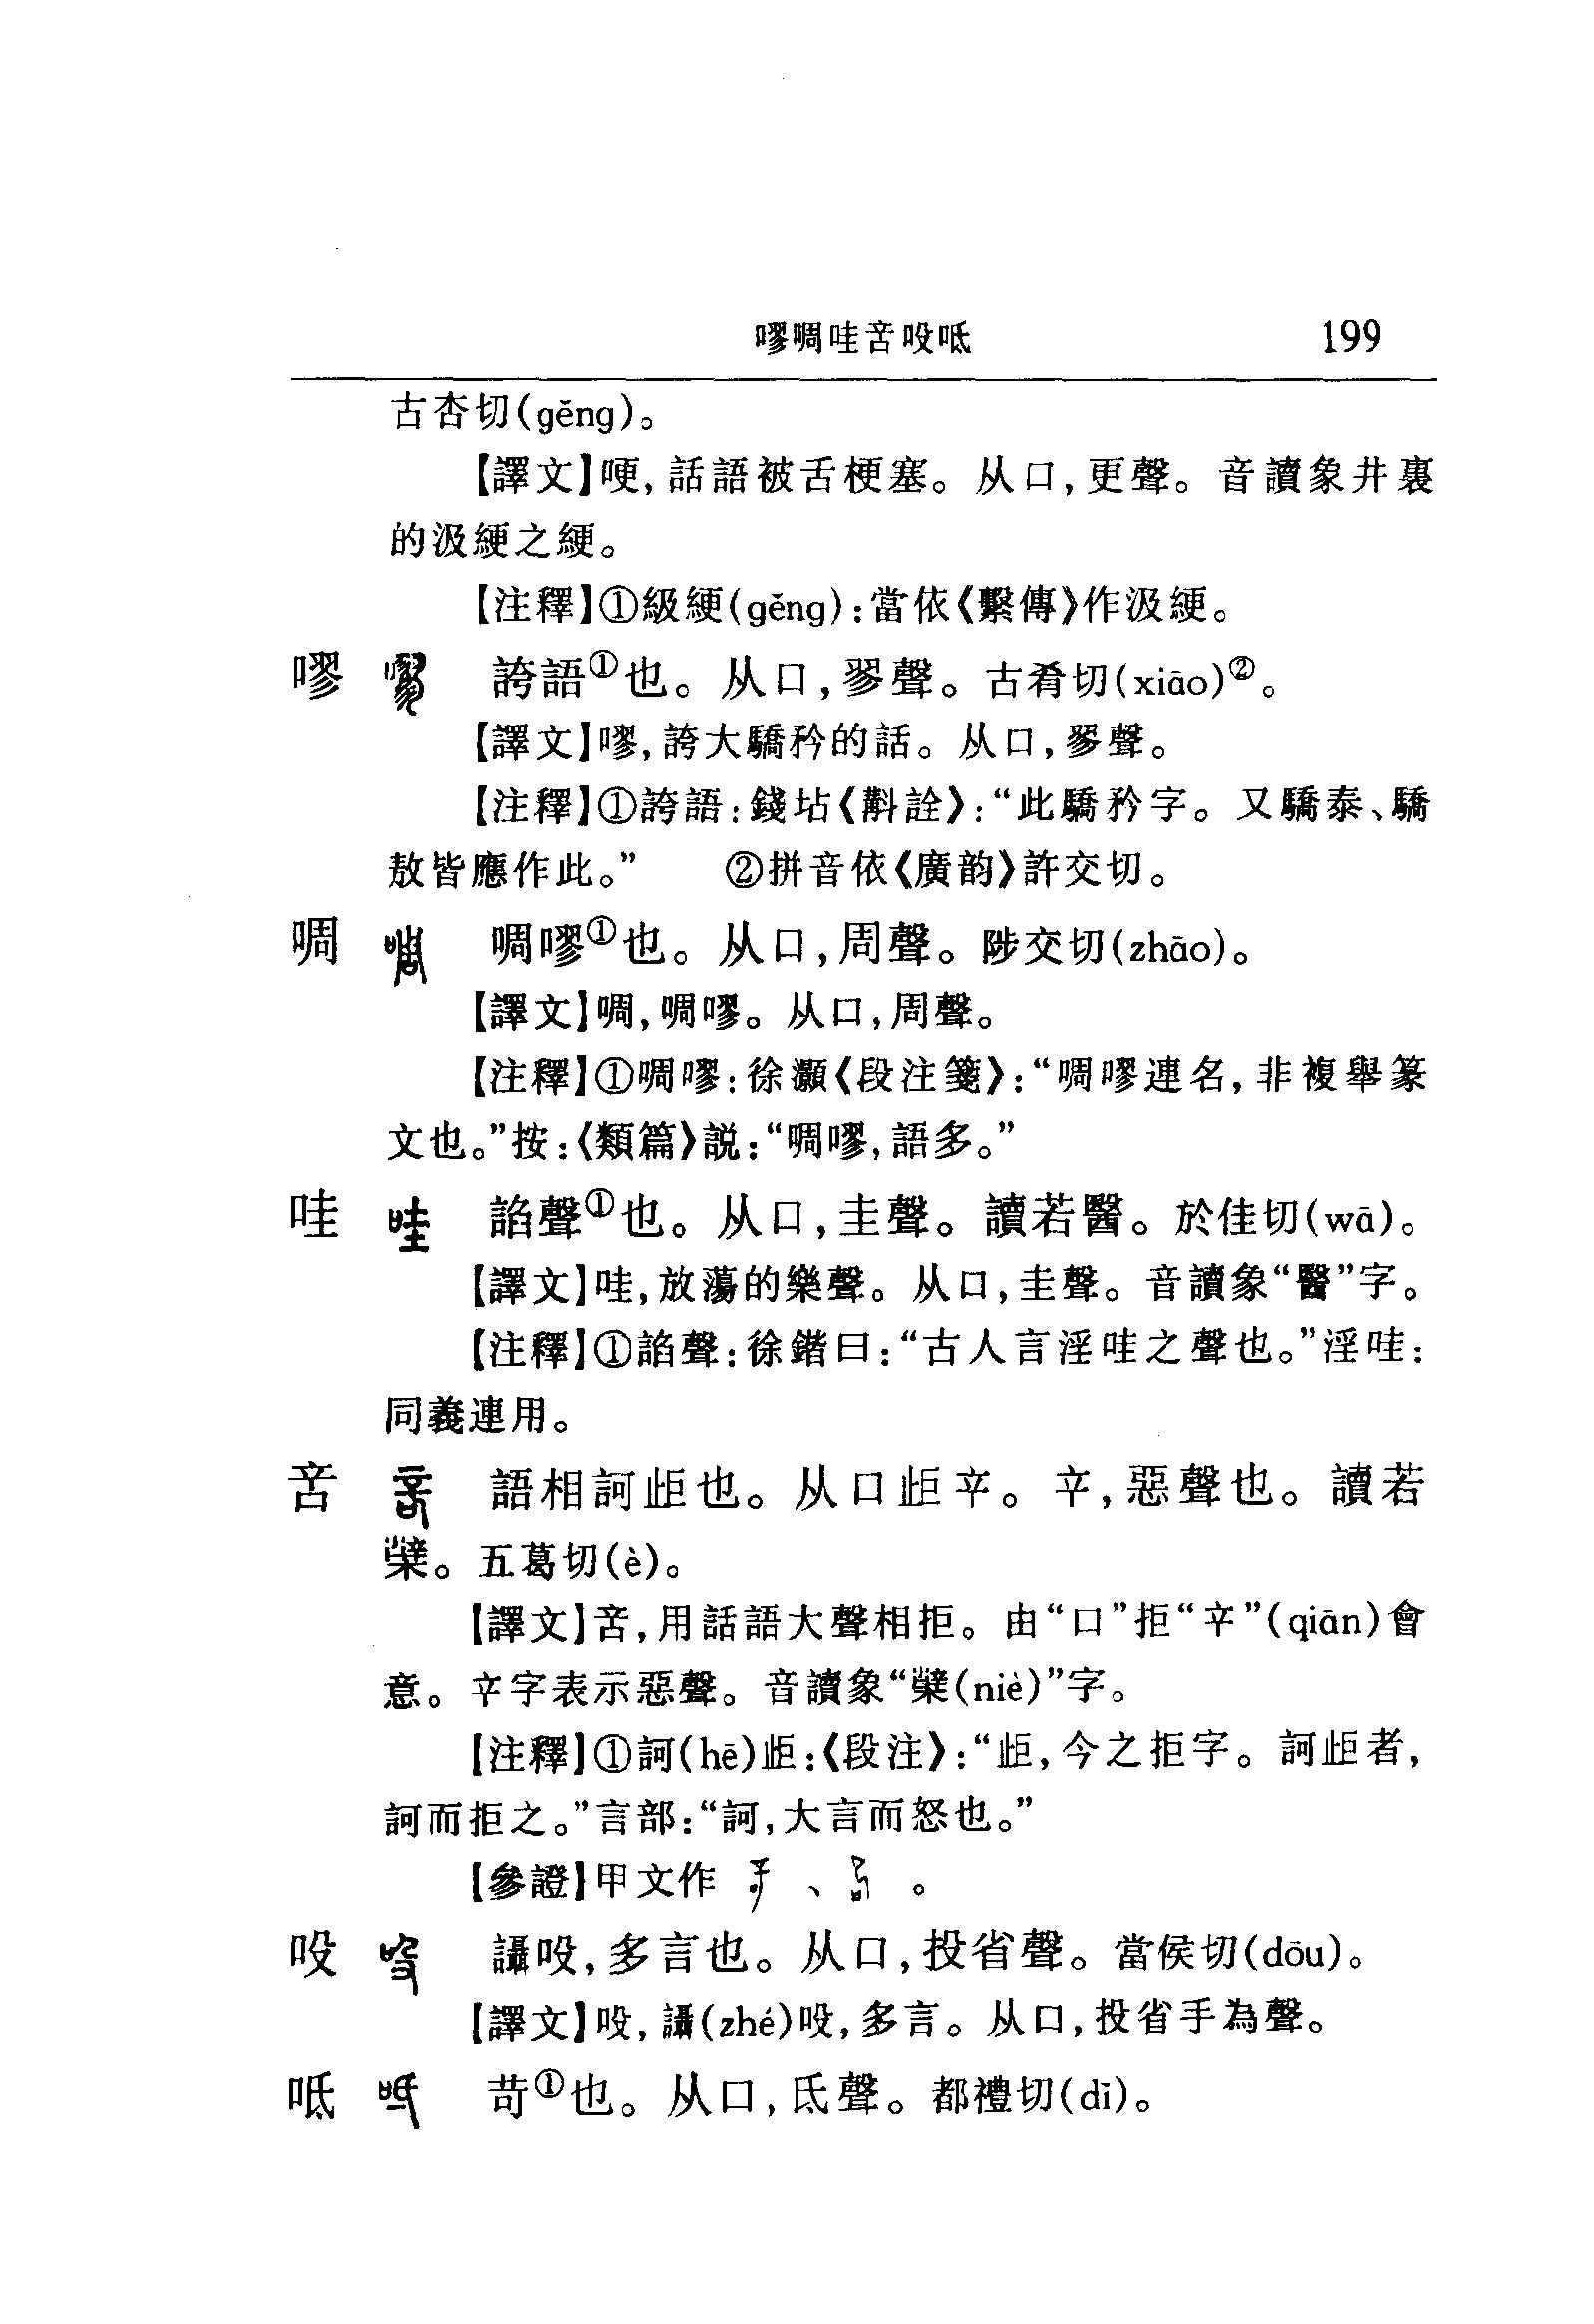 嘐啁哇䇂口殳呧 199
古杏切(gěng)。
【譯文】哽,話語被舌梗塞。从口,更聲。音讀象井裏
的汲綆之綆。
【注釋】①級綆(gěng):當依《繫傳》作汲綆。
嘐 誇語①也。从口,翏聲。古肴切(xiāo)②。
【譯文】嘐,誇大驕矜的話。从口,翏聲。
【注釋】①誇語:錢坫《斠詮》:“此驕矜字。又驕泰、驕
敖皆應作此。” ②拼音依《廣韵》許交切。
啁 啁嘐①也。从口,周聲。陟交切(zhāo)。
【譯文】啁,啁嘐。从口,周聲。
【注釋】①啁嘐:徐灝《段注箋》:“啁嘐連名,非複舉篆
文也。”按:《類篇》説:“啁嘐,語多。”
哇 諂聲①也。从口,圭聲。讀若醫。於佳切(wā)。
【譯文】哇,放蕩的樂聲。从口,圭聲。音讀象“醫”字。
【注釋】①諂聲:徐鍇曰:“古人言淫哇之聲也。”淫哇:
同義連用。
㖕 語相訶歫也。从口歫䇂。䇂,惡聲也。讀若
櫱。五葛切(è)。
【譯文】㖕,用話語大聲相拒。由“口”拒“䇂”(qiān)會
意。䇂字表示惡聲。音讀象“櫱(niè)”字。
【注釋】①訶(hē)歫:《段注》:“歫,今之拒字。訶歫者,
訶而拒之。”言部:“訶,大言而怒也。”
【參證】甲文作 、 。
吺 讘吺,多言也。从口,投省聲。當侯切(dōu)。
【譯文】吺,讘(zhé)吺,多言。从口,投省手為聲。
呧 苛①也。从口,氐聲。都禮切(dǐ)。